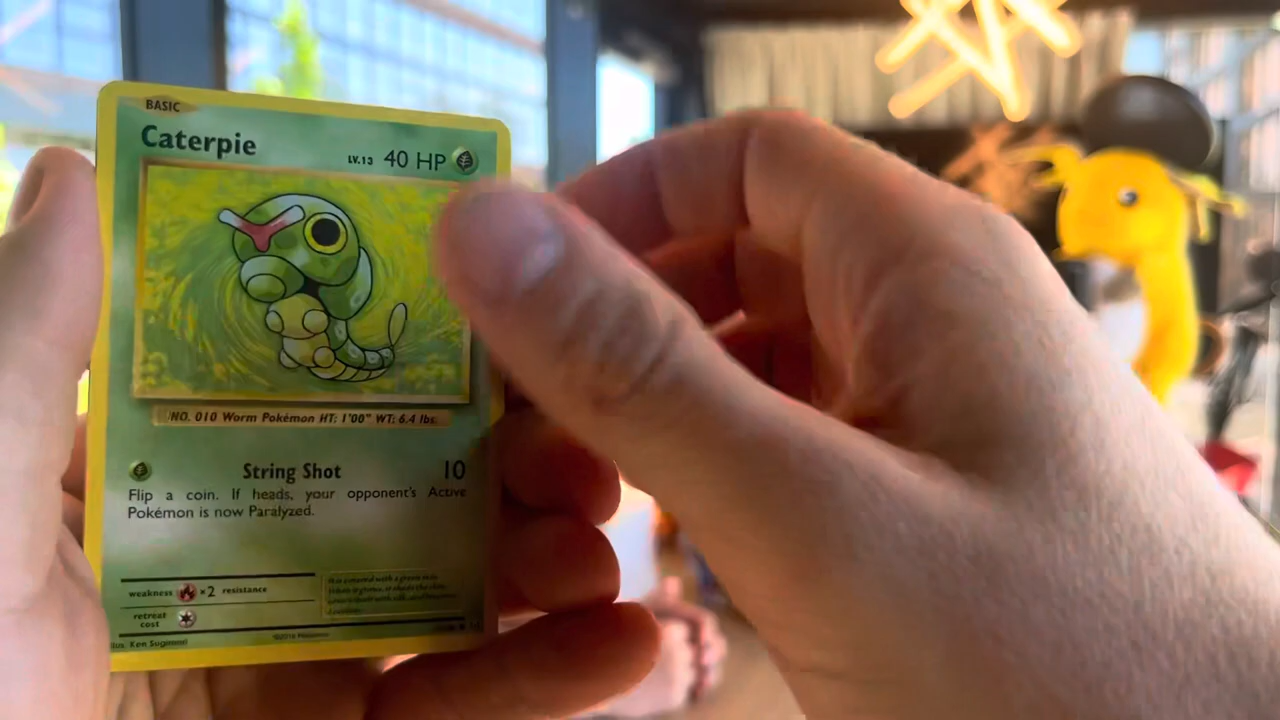 BASIC
Caterpie
LV.13 40 HP
NO. 010 Worm Pokémon HT: 1'00" WT: 6.4 lbs.
String Shot 10
Flip a coin. If heads, your opponent's Active
Pokémon is now Paralyzed.
weakness ×2 resistance
retreat
cost
Illus. Ken Sugimori ©2016 Pokémon